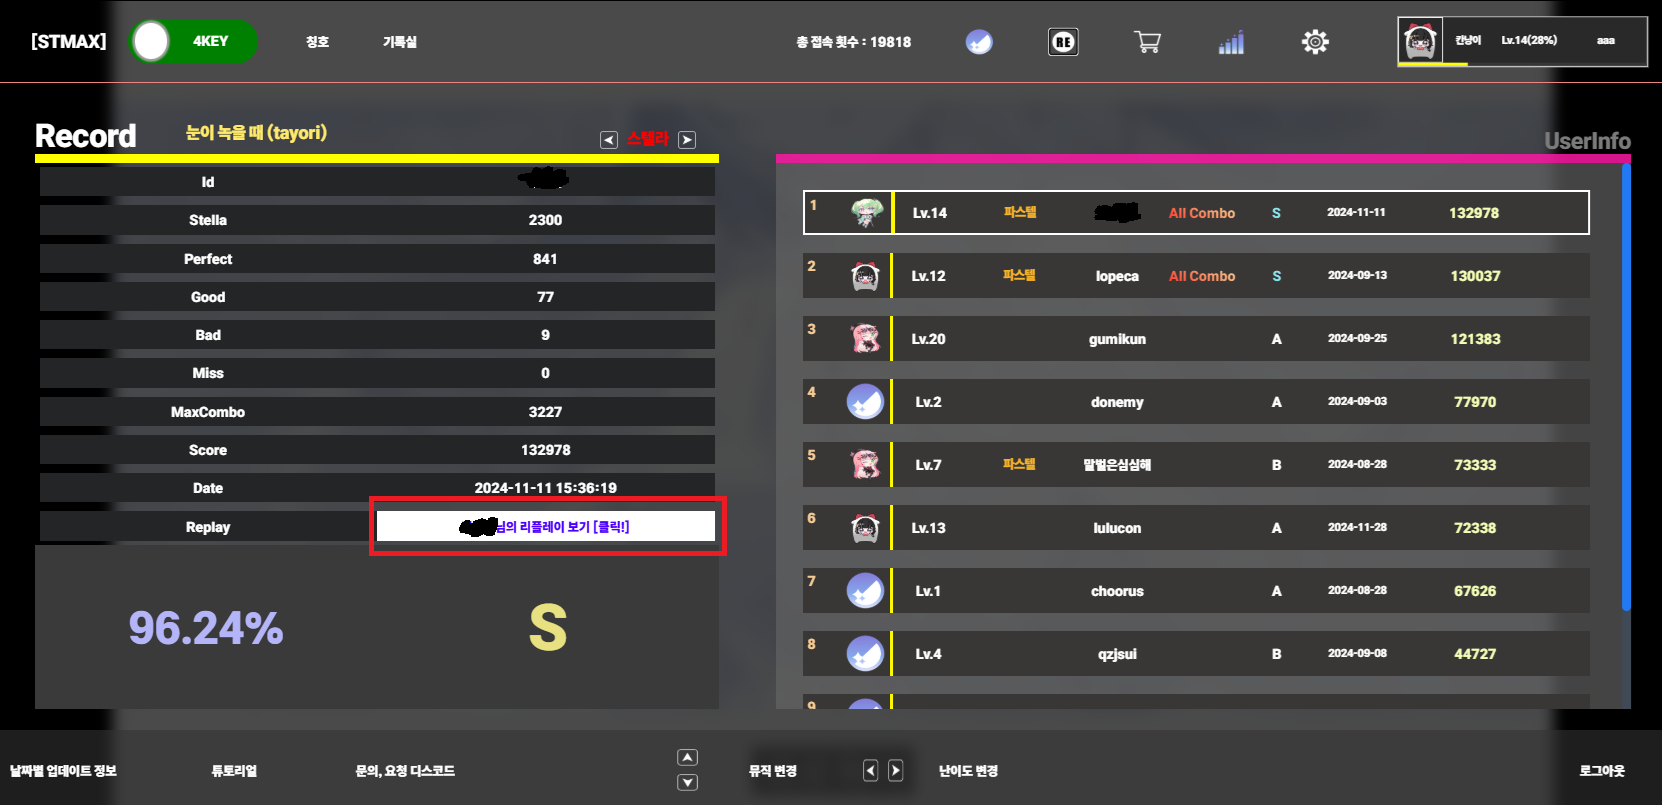 [STMAX] 4KEY 칭호 기록실 총 접속 횟수 : 19818 RE 칸냥이 Lv.14(28%) aaa
Record 눈이 녹을 때 (tayori) 스텔라
UserInfo
Id
Stella 2300
Perfect 841
Good 77
Bad 9
Miss 0
MaxCombo 3227
Score 132978
Date 2024-11-11 15:36:19
Replay 님의 리플레이 보기 [클릭!]
96.24% S
1 Lv.14 파스텔 All Combo S 2024-11-11 132978
2 Lv.12 파스텔 lopeca All Combo S 2024-09-13 130037
3 Lv.20 gumikun A 2024-09-25 121383
4 Lv.2 donemy A 2024-09-03 77970
5 Lv.7 파스텔 말벌은심심해 B 2024-08-28 73333
6 Lv.13 lulucon A 2024-11-28 72338
7 Lv.1 choorus A 2024-08-28 67626
8 Lv.4 qzjsui B 2024-09-08 44727
9
날짜별 업데이트 정보 튜토리얼 문의, 요청 디스코드 뮤직 변경 난이도 변경 로그아웃